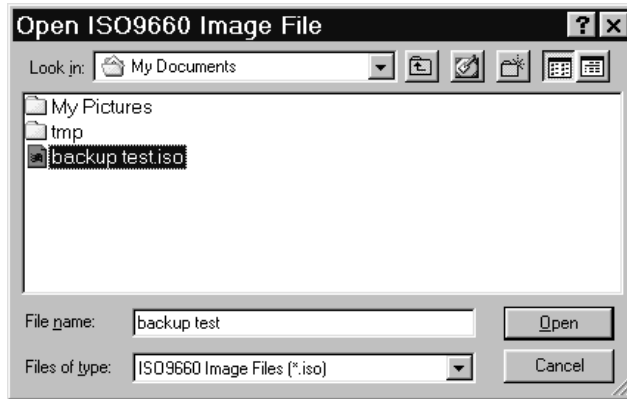 Open ISO9660 Image File
Look in: My Documents
My Pictures
tmp
backup test.iso
File name: backup test Open
Files of type: ISO9660 Image Files (*.iso) Cancel